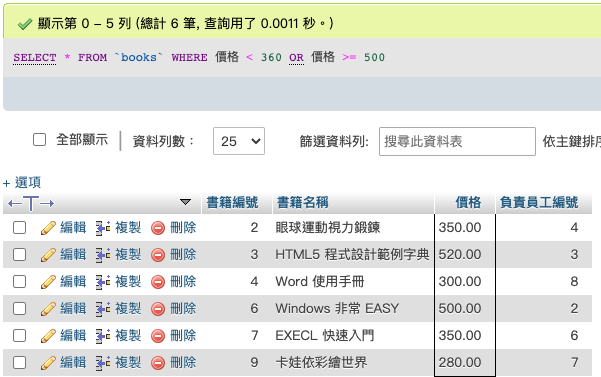 顯示第 0 - 5 列 (總計 6 筆, 查詢用了 0.0011 秒。)
SELECT * FROM `books` WHERE 價格 < 360 OR 價格 >= 500
全部顯示 | 資料列數： 25 篩選資料列: 搜尋此資料表 依主鍵排序
+ 選項
←T→ 書籍編號 書籍名稱 價格 負責員工編號
編輯 複製 刪除 2 眼球運動視力鍛鍊 350.00 4
編輯 複製 刪除 3 HTML5 程式設計範例字典 520.00 3
編輯 複製 刪除 4 Word 使用手冊 300.00 8
編輯 複製 刪除 6 Windows 非常 EASY 500.00 2
編輯 複製 刪除 7 EXECL 快速入門 350.00 6
編輯 複製 刪除 9 卡娃依彩繪世界 280.00 7